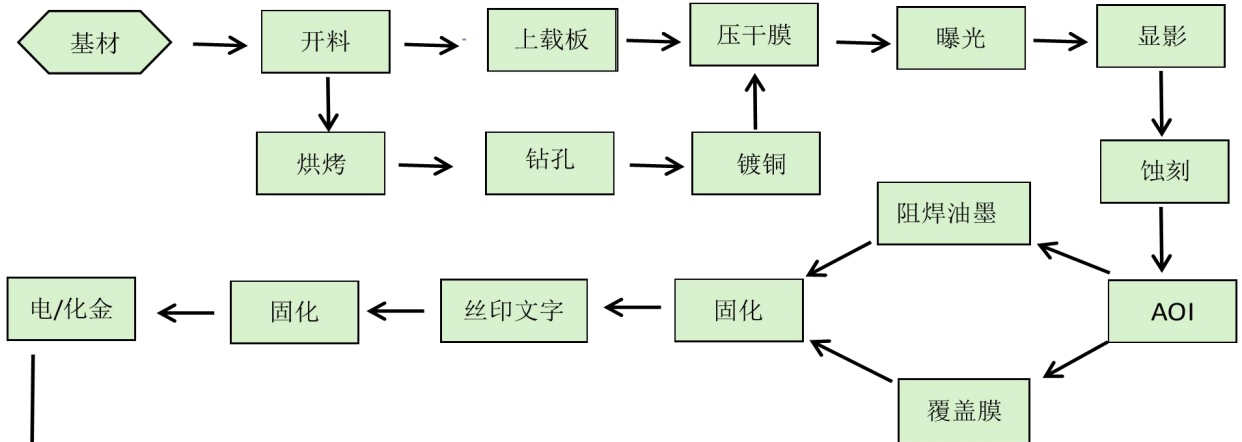 基材
开料
上载板
压干膜
曝光
显影
烘烤
钻孔
镀铜
蚀刻
阻焊油墨
电/化金
固化
丝印文字
固化
AOI
覆盖膜